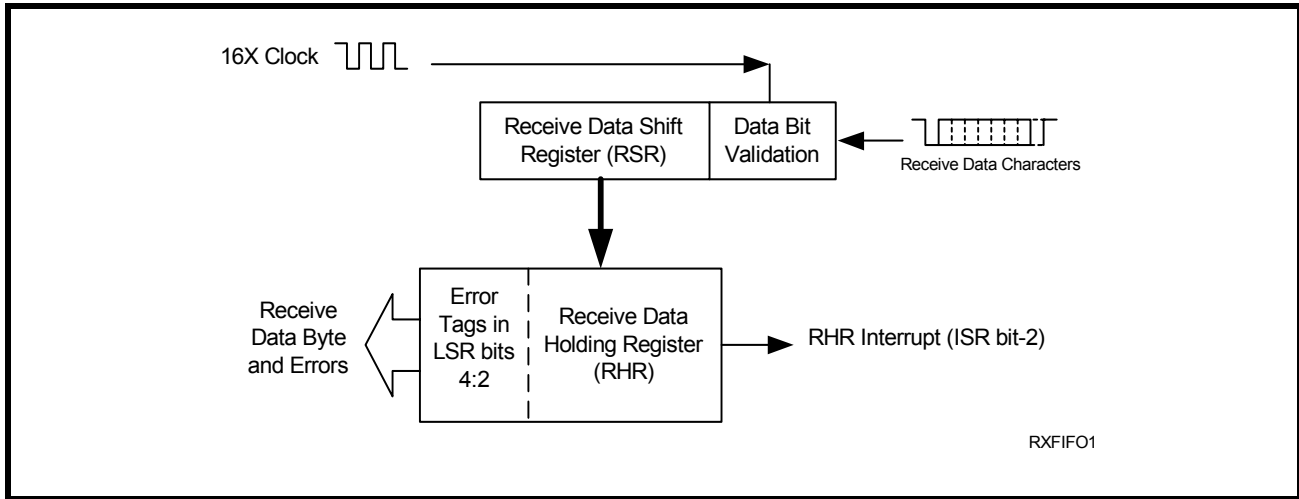 16X Clock
Receive Data Shift
Register (RSR)
Data Bit
Validation
Receive Data Characters
Receive
Data Byte
and Errors
Error
Tags in
LSR bits
4:2
Receive Data
Holding Register
(RHR)
RHR Interrupt (ISR bit-2)
RXFIFO1